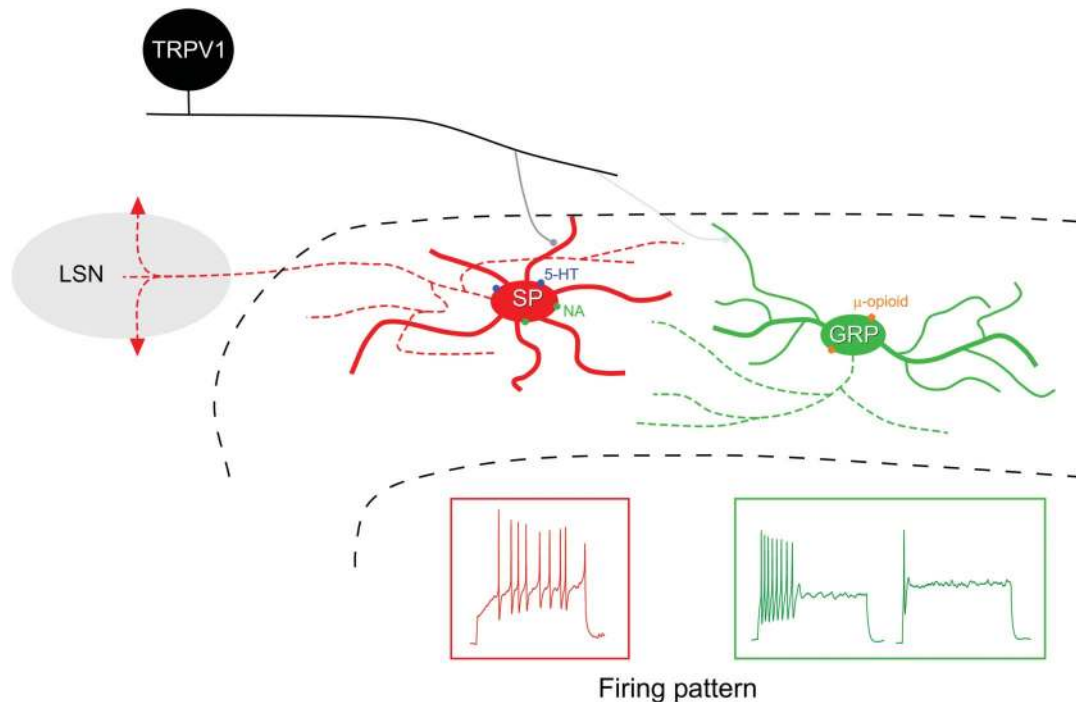 TRPV1
LSN
5-HT
SP
NA
μ-opioid
GRP
Firing pattern